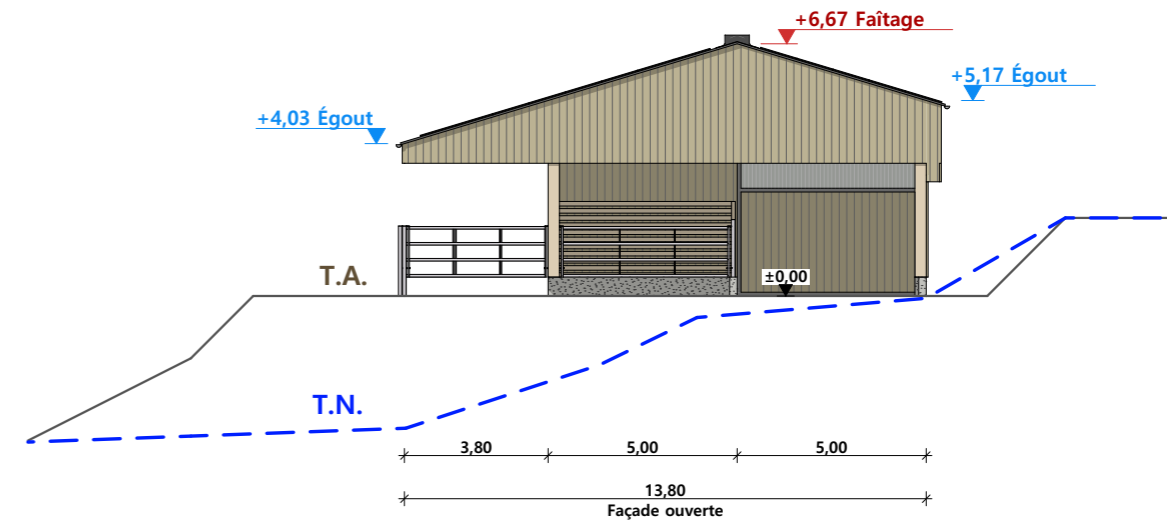 +6,67 Faîtage
+5,17 Égout
+4,03 Égout
T.A.
±0,00
T.N.
3,80
5,00
5,00
13,80
Façade ouverte